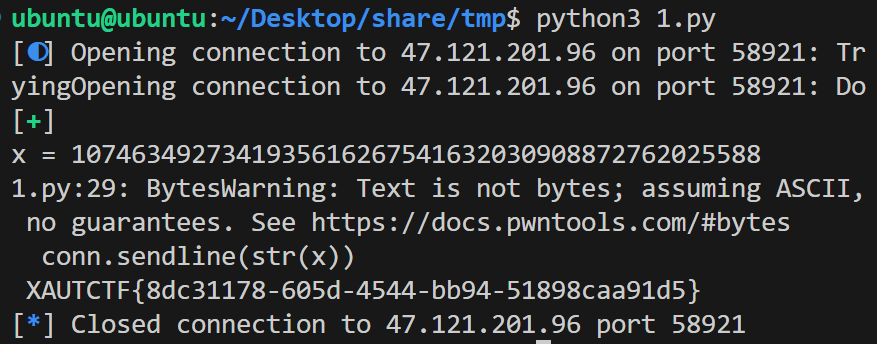 ubuntu@ubuntu:~/Desktop/share/tmp$ python3 1.py
[◐] Opening connection to 47.121.201.96 on port 58921: Tr
yingOpening connection to 47.121.201.96 on port 58921: Do
[+]
x = 1074634927341935616267541632030908872762025588
1.py:29: BytesWarning: Text is not bytes; assuming ASCII,
 no guarantees. See https://docs.pwntools.com/#bytes
  conn.sendline(str(x))
 XAUTCTF{8dc31178-605d-4544-bb94-51898caa91d5}
[*] Closed connection to 47.121.201.96 port 58921